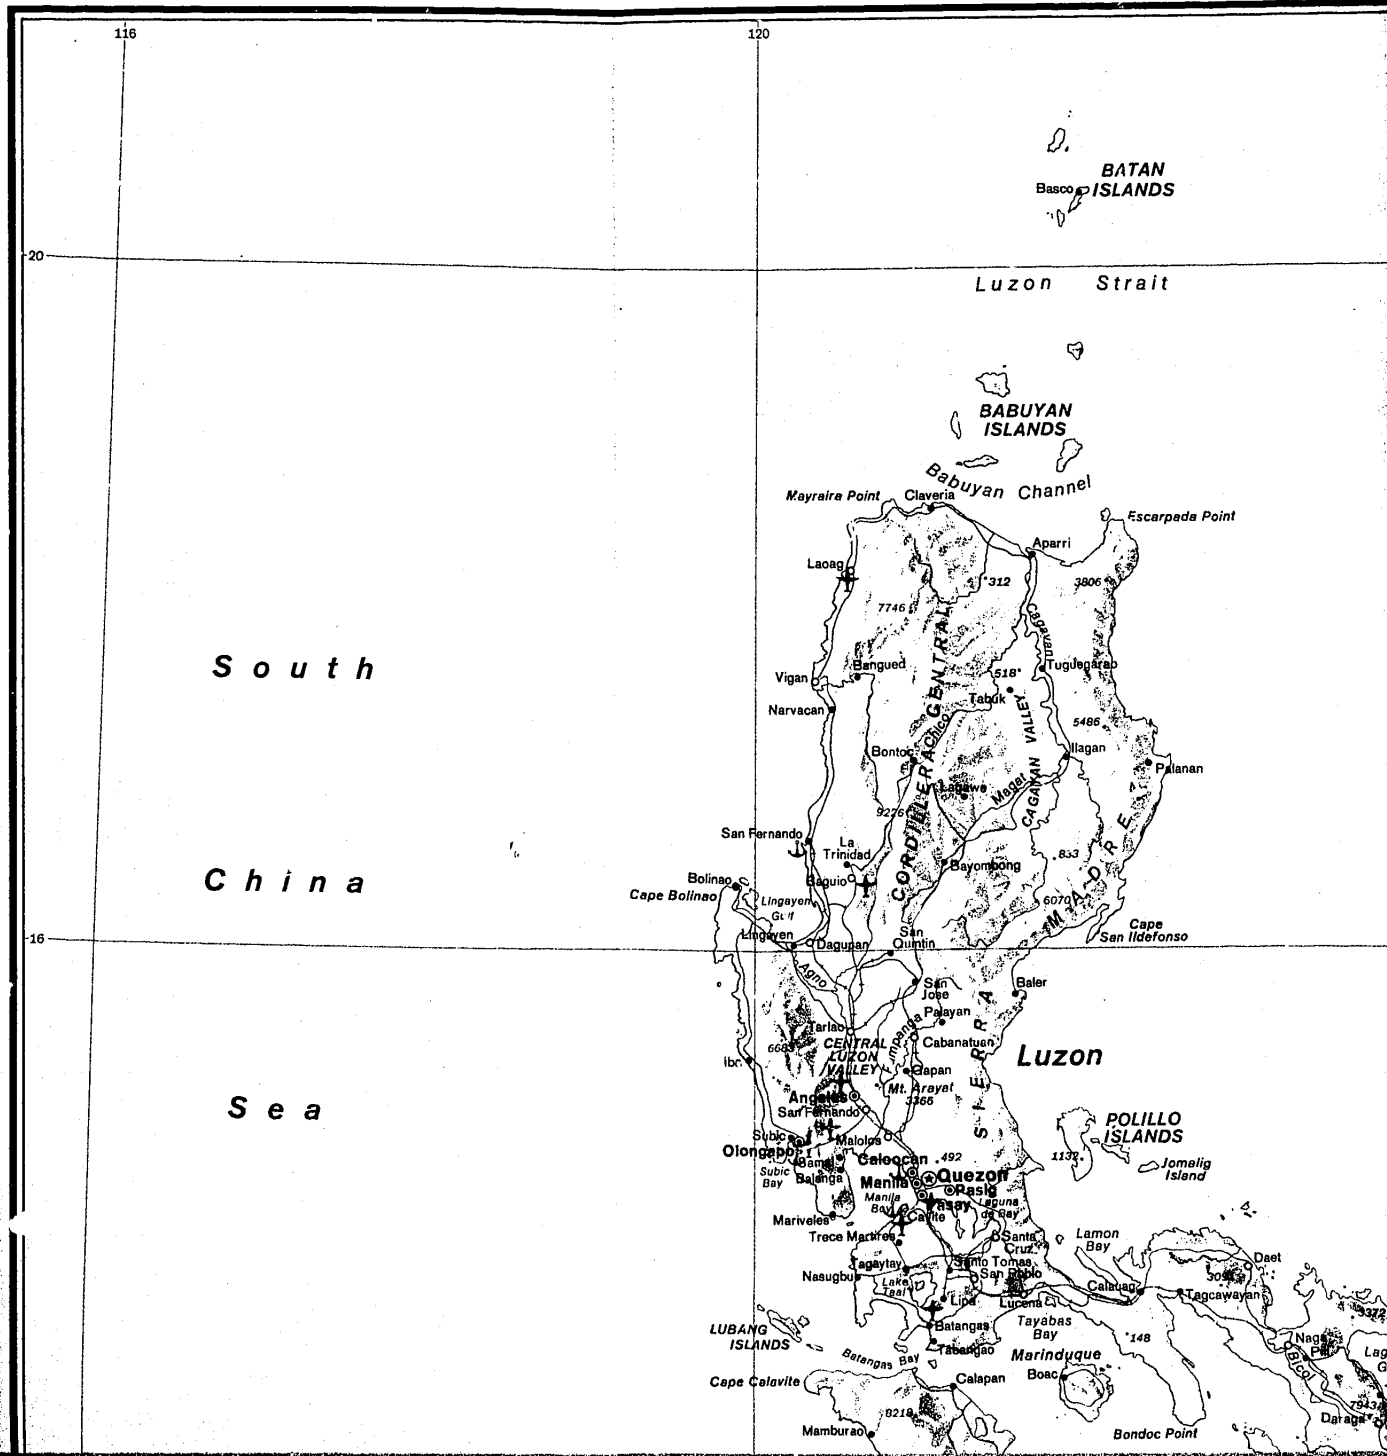 116
120
BATAN
ISLANDS
Basco
20
Luzon Strait
BABUYAN
ISLANDS
Babuyan Channel
Mayraira Point
Claveria
Escarpada Point
Aparri
Laoag
312
3806
7746
Cagayan
CORDILLERA CENTRAL
South
Bangued
Tuguegarao
518
Vigan
Tabuk
Narvacan
5486
CAGAYAN VALLEY
Chico
Bontoc
Ilagan
Palanan
Lagawe
Magat
9226
San Fernando
La
Trinidad
833
Bayombong
China
Bolinao
Baguio
Cape Bolinao
Lingayen
Gulf
6070
SIERRA MADRE
Cape
San Ildefonso
16
Lingayen
Dagupan
San
Quintin
Agno
San
Jose
Baler
Palayan
Tarlac
Cabanatuan
CENTRAL
LUZON
VALLEY
Luzon
Iba
Gapan
Mt. Arayat
3366
Angeles
San Fernando
Sea
POLILLO
ISLANDS
Subic
Malolos
Olongapo
Subic
Bay
Balanga
Caloocan
492
1132
Jomalig
Island
Quezon
Manila
Pasig
Manila
Bay
Pasay
Laguna
de Bay
Mariveles
Cavite
Trece Martires
Santa
Cruz
Lamon
Bay
Daet
Tagaytay
Santo Tomas
San Pablo
Nasugbu
Lake
Taal
Calauag
Tagcawayan
Lipa
Lucena
3372
LUBANG
ISLANDS
Batangas
Tayabas
Bay
148
Naga
Pili
Tabangao
Batangas Bay
Marinduque
Bicol
Lag
G
Cape Calavite
Calapan
Boac
8218
7943
Daraga
Mamburao
Bondoc Point